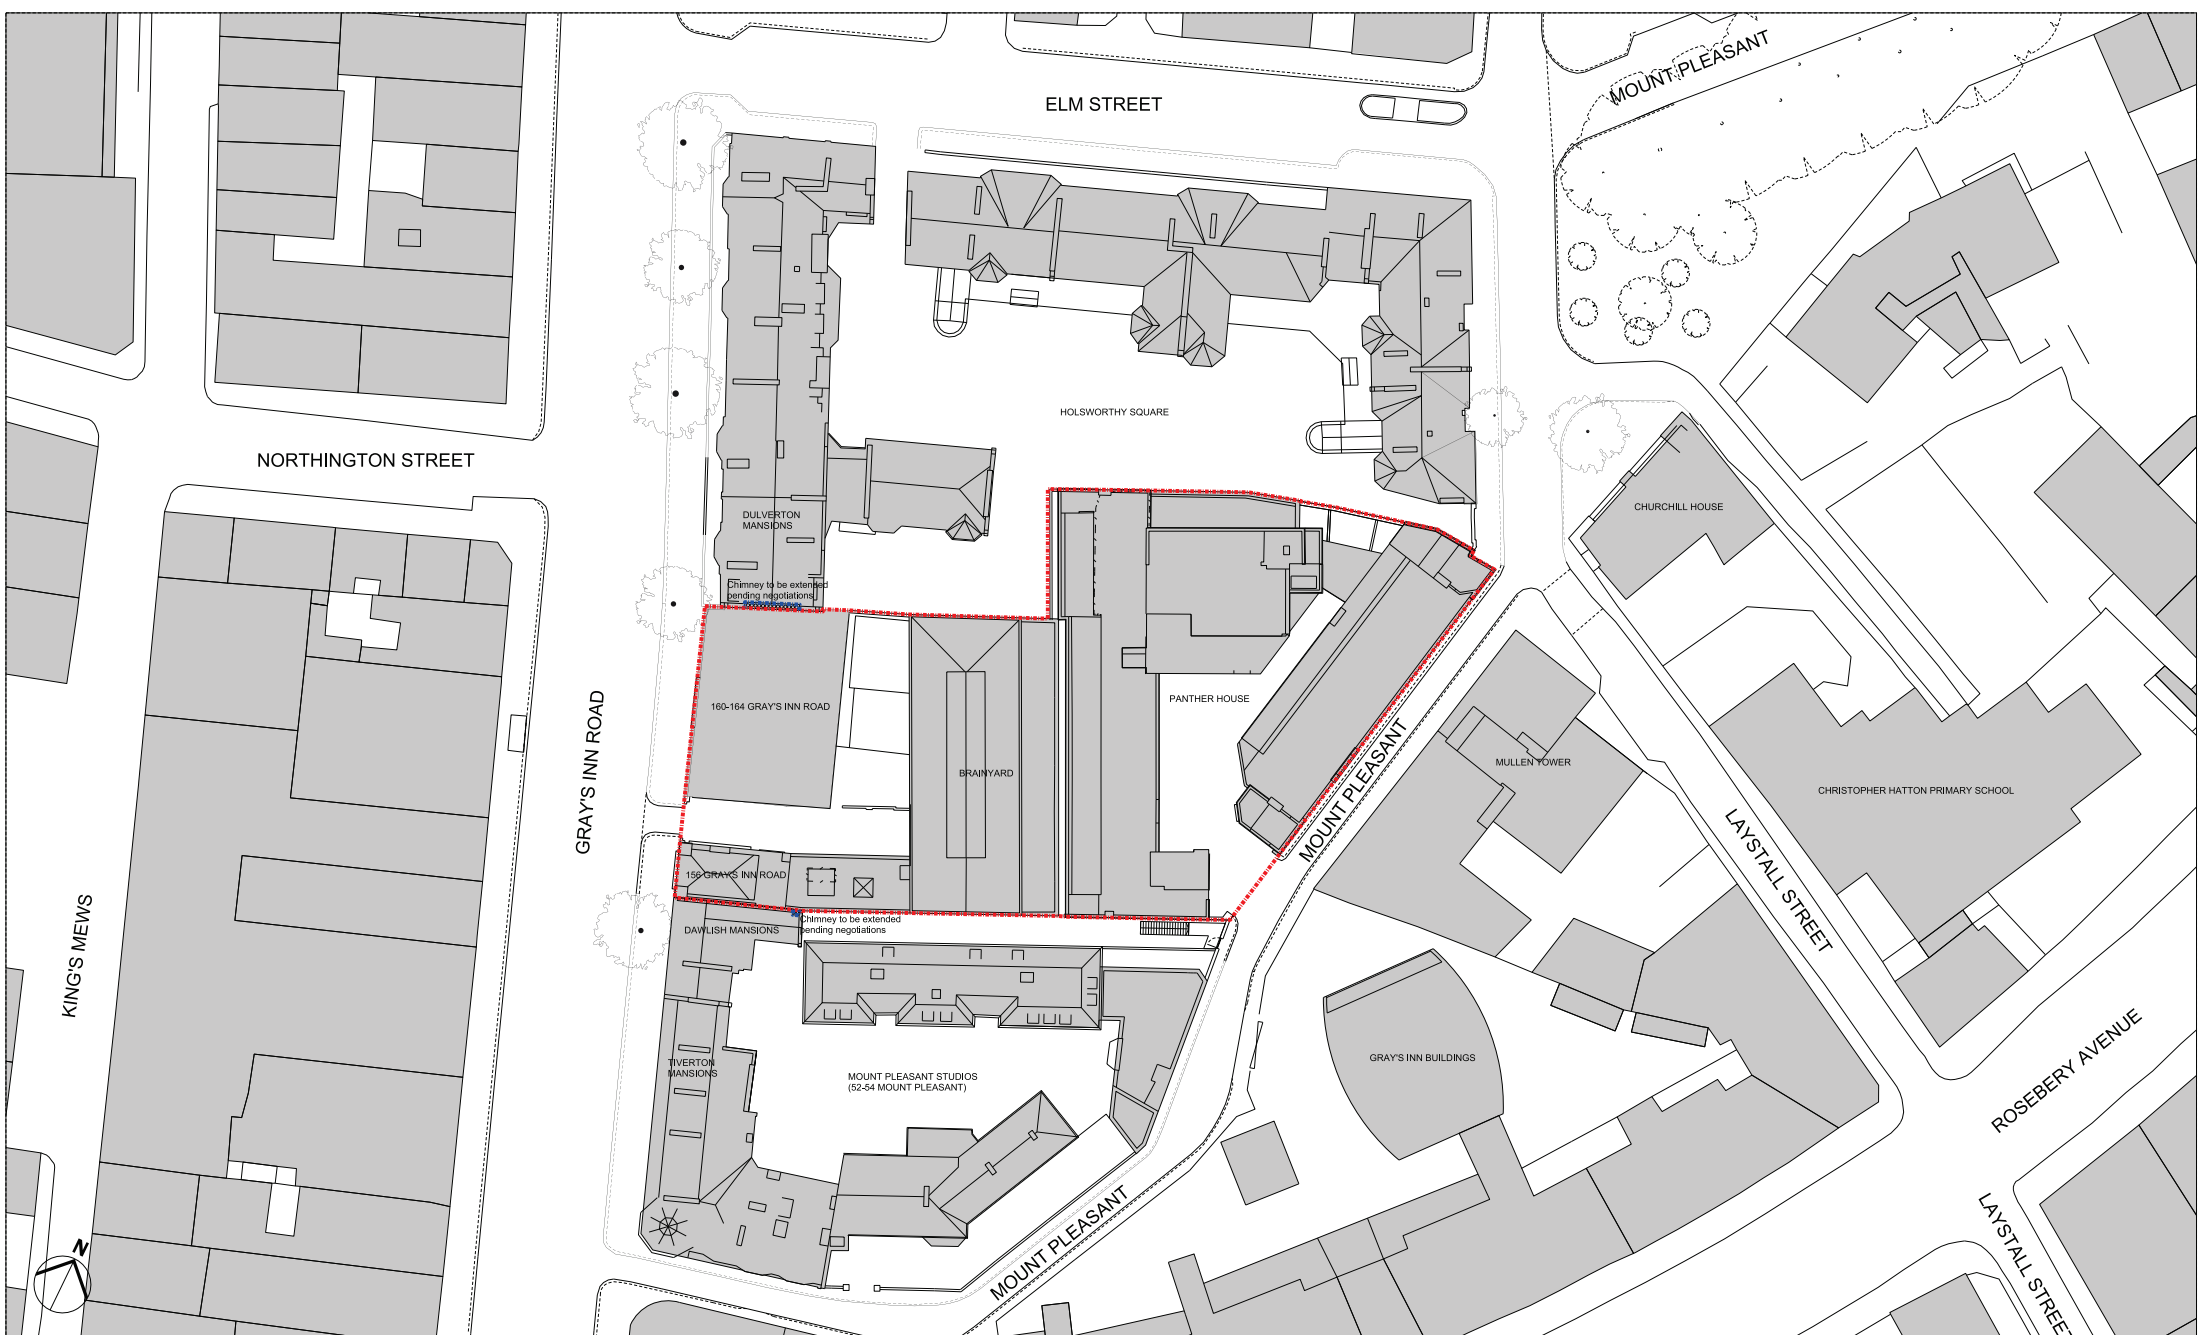 MOUNT PLEASANT
ELM STREET
HOLSWORTHY SQUARE
NORTHINGTON STREET
DULVERTON
MANSIONS
CHURCHILL HOUSE
Chimney to be extended
pending negotiations
160-164 GRAY'S INN ROAD
PANTHER HOUSE
GRAY'S INN ROAD
BRAINYARD
MOUNT PLEASANT
MULLEN TOWER
CHRISTOPHER HATTON PRIMARY SCHOOL
LAYSTALL STREET
156 GRAY'S INN ROAD
Chimney to be extended
pending negotiations
DAWLISH MANSIONS
KING'S MEWS
TIVERTON
MANSIONS
MOUNT PLEASANT STUDIOS
(52-54 MOUNT PLEASANT)
GRAY'S INN BUILDINGS
ROSEBERY AVENUE
MOUNT PLEASANT
LAYSTALL STREET
N